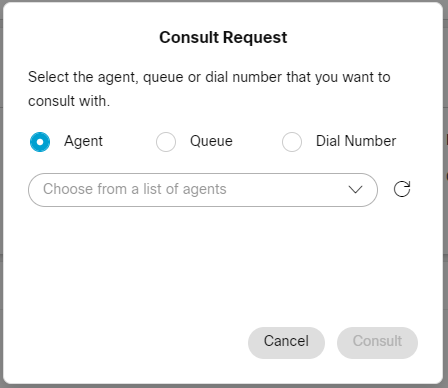 Consult Request
Select the agent, queue or dial number that you want to
consult with.
Agent Queue Dial Number
Choose from a list of agents
Cancel Consult